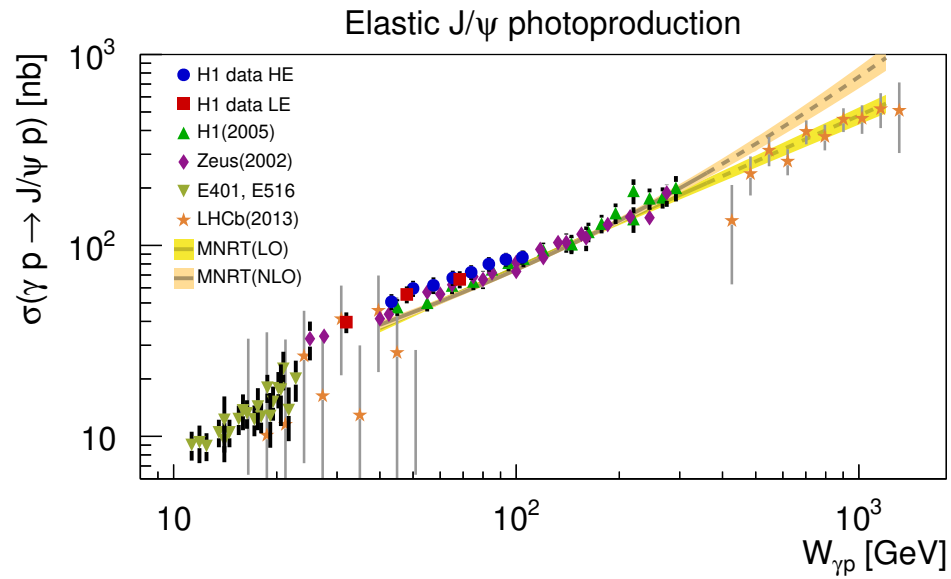 Elastic J/ψ photoproduction
σ(γ p → J/ψ p) [nb]
10³
10²
10
H1 data HE
H1 data LE
H1(2005)
Zeus(2002)
E401, E516
LHCb(2013)
MNRT(LO)
MNRT(NLO)
10
10²
10³
W_γp [GeV]